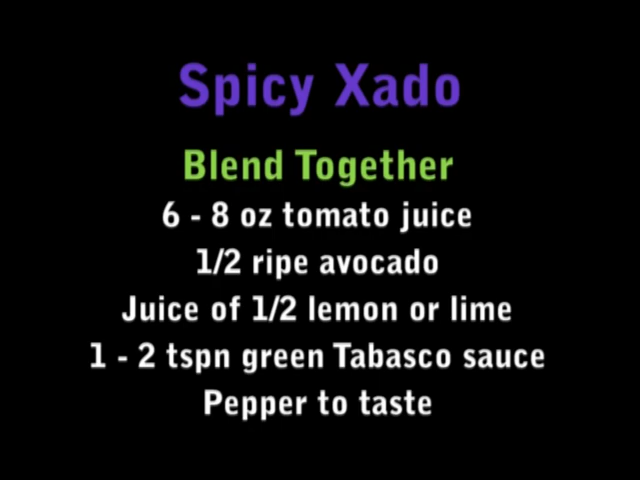 Spicy Xado
Blend Together
6 - 8 oz tomato juice
1/2 ripe avocado
Juice of 1/2 lemon or lime
1 - 2 tspn green Tabasco sauce
Pepper to taste